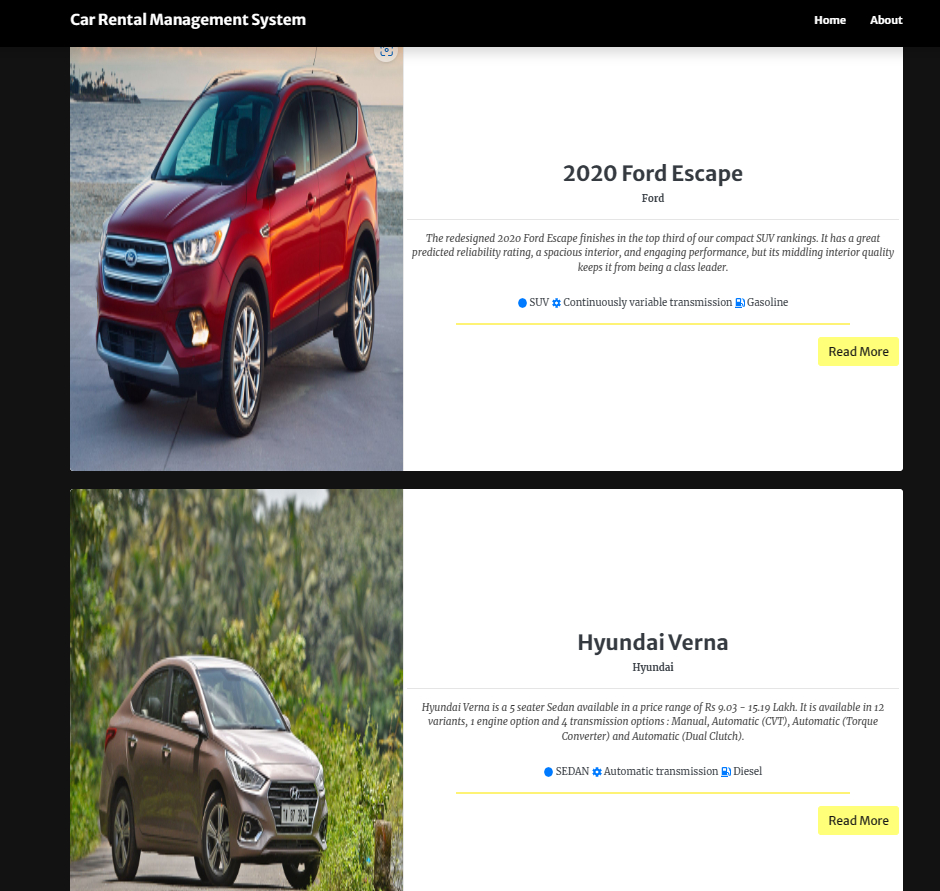 Car Rental Management System
Home
About
2020 Ford Escape
Ford
The redesigned 2020 Ford Escape finishes in the top third of our compact SUV rankings. It has a great
predicted reliability rating, a spacious interior, and engaging performance, but its middling interior quality
keeps it from being a class leader.
SUV Continuously variable transmission Gasoline
Read More
Hyundai Verna
Hyundai
Hyundai Verna is a 5 seater Sedan available in a price range of Rs 9.03 - 15.19 Lakh. It is available in 12
variants, 1 engine option and 4 transmission options : Manual, Automatic (CVT), Automatic (Torque
Converter) and Automatic (Dual Clutch).
SEDAN Automatic transmission Diesel
Read More